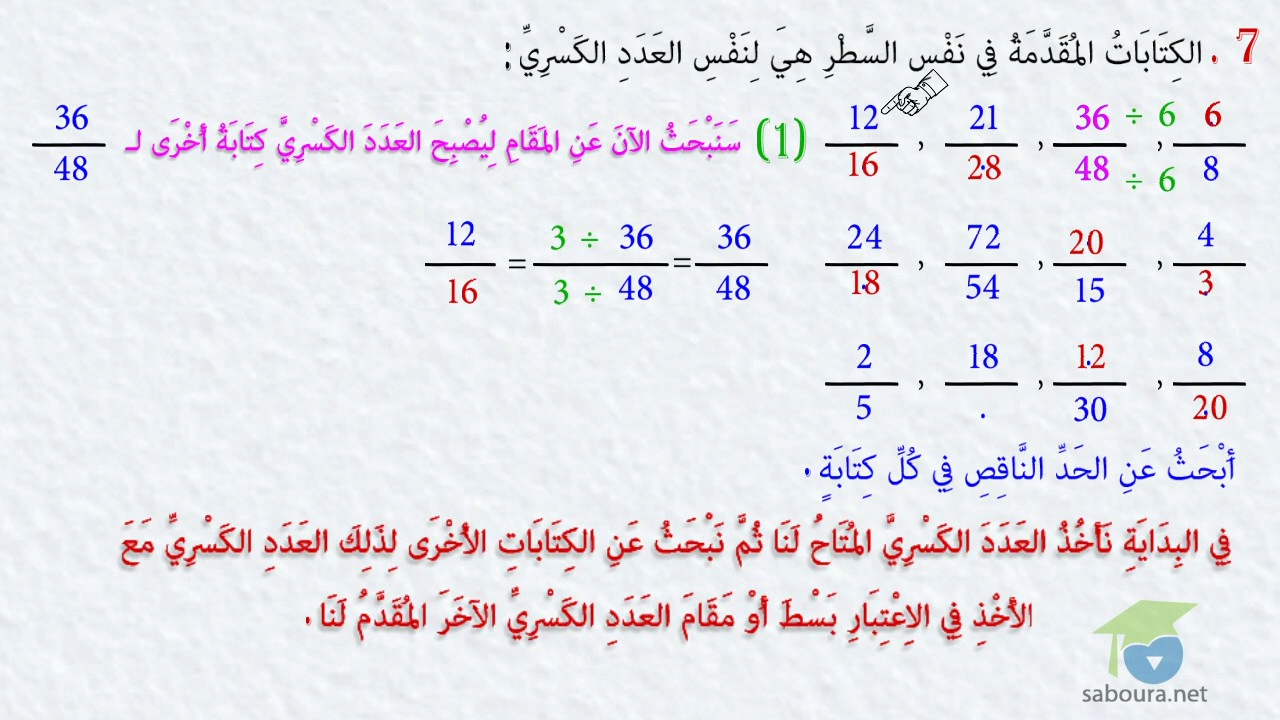 7 . الكِتَابَاتُ المُقَدَّمَةُ فِي نَفْسِ السَّطْرِ هِيَ لِنَفْسِ العَدَدِ الكَسْرِيِّ :
6/8 , 36 ÷ 6/48 ÷ 6 , 21/28 , 12/16
(1) سَنَبْحَثُ الآنَ عَنِ المَقَامِ لِيُصْبِحَ العَدَدَ الكَسْرِيَّ كِتَابَةٌ أُخْرَى لـ 36/48
4/3 , 20/15 , 72/54 , 24/18
36/48 = 36 ÷ 3/48 ÷ 3 = 12/16
8/20 , 12/30 , 18/. , 2/5
أَبْحَثُ عَنِ الحَدِّ النَّاقِصِ فِي كُلِّ كِتَابَةٍ .
فِي البِدَايَةِ نَأْخُذُ العَدَدَ الكَسْرِيَّ المُتَاحُ لَنَا ثُمَّ نَبْحَثُ عَنِ الكِتَابَاتِ الأُخْرَى لِذَلِكَ العَدَدِ الكَسْرِيِّ مَعَ
الأَخْذِ فِي الاِعْتِبَارِ بَسْطَ أَوْ مَقَامَ العَدَدِ الكَسْرِيِّ الآخَرَ المُقَدَّمُ لَنَا .
saboura.net